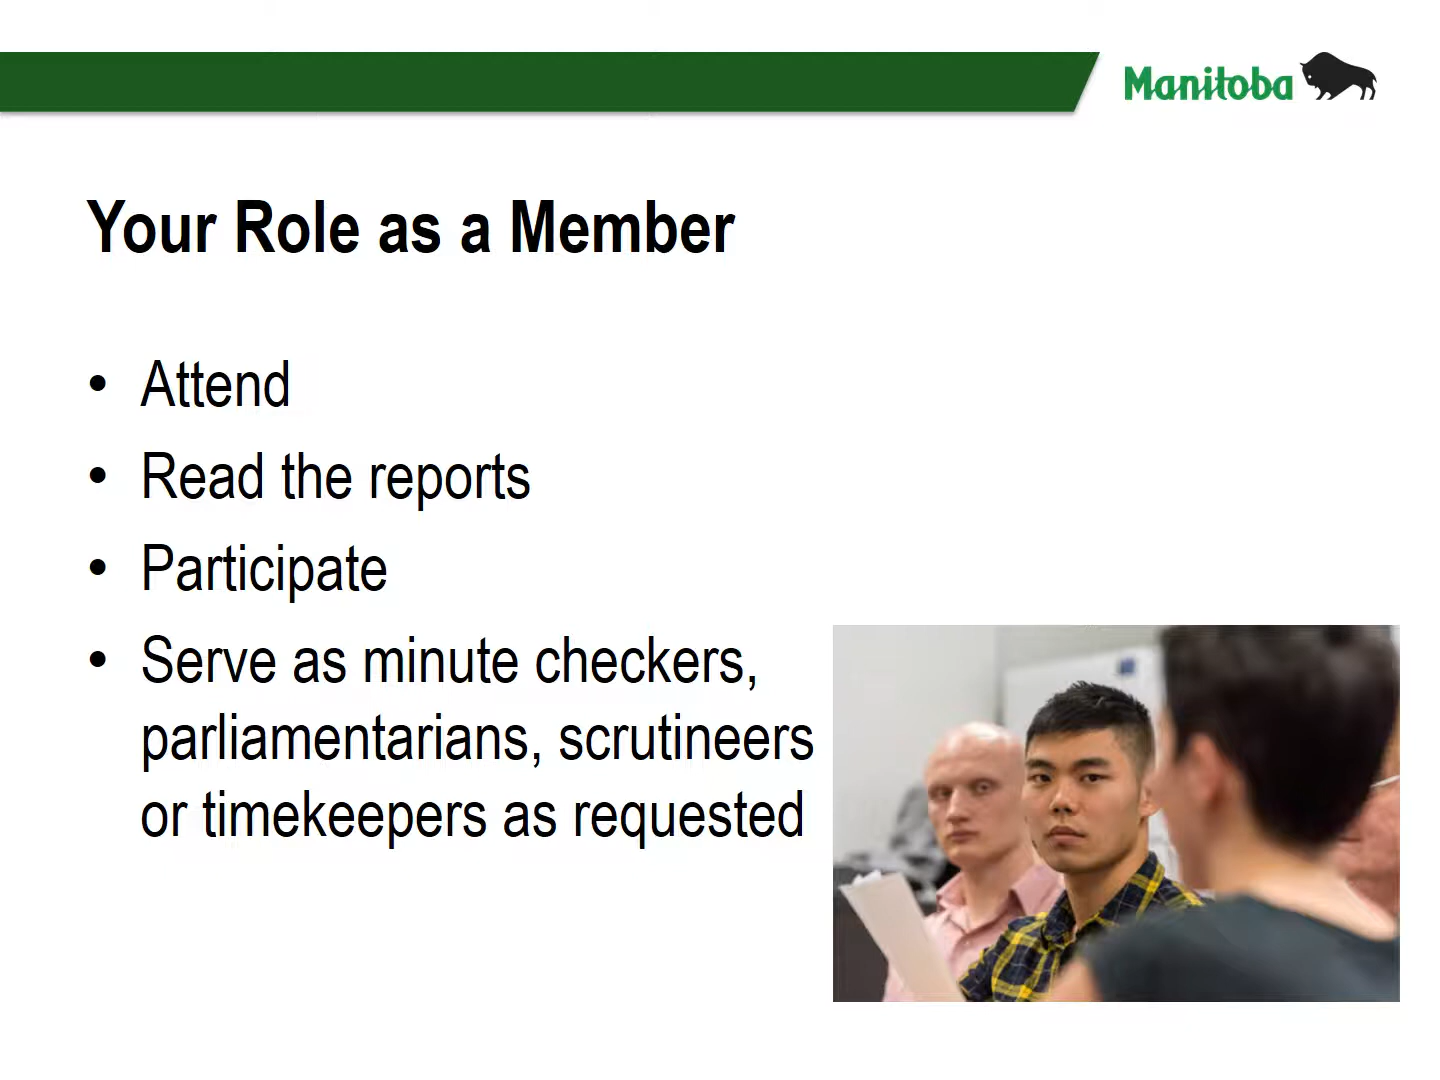 Manitoba
Your Role as a Member
• Attend
• Read the reports
• Participate
• Serve as minute checkers,
parliamentarians, scrutineers
or timekeepers as requested